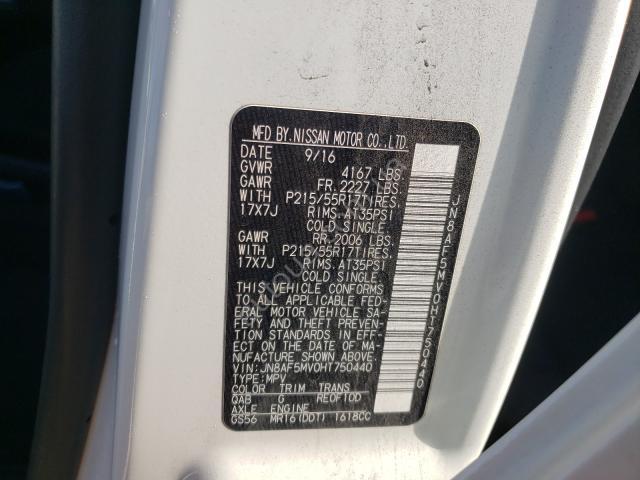 MFD BY.NISSAN MOTOR CO.,LTD.
DATE 9/16
GVWR 4167 LBS.
GAWR FR.2227 LBS.
WITH P215/55R17TIRES.
17X7J RIMS.AT35PSI
COLD SINGLE.
GAWR RR.2006 LBS.
WITH P215/55R17TIRES.
17X7J RIMS.AT35PSI
COLD SINGLE.
THIS VEHICLE CONFORMS
TO ALL APPLICABLE FED-
ERAL MOTOR VEHICLE SA-
FETY AND THEFT PREVEN-
TION STANDARDS IN EFF-
ECT ON THE DATE OF MA-
NUFACTURE SHOWN ABOVE.
VIN:JN8AF5MV0HT750440
TYPE:MPV
COLOR TRIM TRANS
QAB G RE0F10D
AXLE ENGINE
GS56 MR16(DDT) 1618CC
JN8AF5MV0HT750440